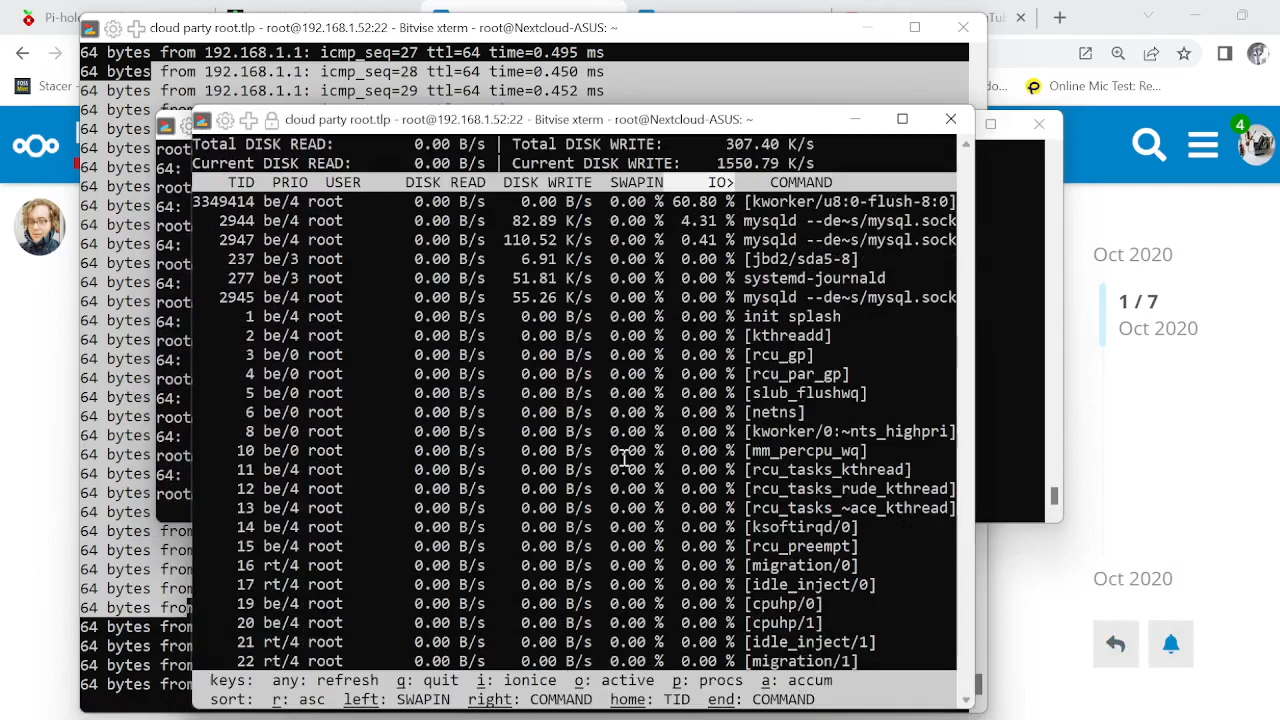 Pi-hole
Tul
Stacer -
do...
Online Mic Test: Re...
4
cloud party root.tlp - root@192.168.1.52:22 - Bitvise xterm - root@Nextcloud-ASUS: ~
64 bytes from 192.168.1.1: icmp_seq=27 ttl=64 time=0.495 ms
64 bytes from 192.168.1.1: icmp_seq=28 ttl=64 time=0.450 ms
64 bytes from 192.168.1.1: icmp_seq=29 ttl=64 time=0.452 ms
cloud party root.tlp - root@192.168.1.52:22 - Bitvise xterm - root@Nextcloud-ASUS: ~
Total DISK READ: 0.00 B/s | Total DISK WRITE: 307.40 K/s
Current DISK READ: 0.00 B/s | Current DISK WRITE: 1550.79 K/s
TID PRIO USER DISK READ DISK WRITE SWAPIN IO> COMMAND
3349414 be/4 root 0.00 B/s 0.00 B/s 0.00 % 60.80 % [kworker/u8:0-flush-8:0]
2944 be/4 root 0.00 B/s 82.89 K/s 0.00 % 4.31 % mysqld --de~s/mysql.sock
2947 be/4 root 0.00 B/s 110.52 K/s 0.00 % 0.41 % mysqld --de~s/mysql.sock
237 be/3 root 0.00 B/s 6.91 K/s 0.00 % 0.00 % [jbd2/sda5-8]
277 be/3 root 0.00 B/s 51.81 K/s 0.00 % 0.00 % systemd-journald
2945 be/4 root 0.00 B/s 55.26 K/s 0.00 % 0.00 % mysqld --de~s/mysql.sock
1 be/4 root 0.00 B/s 0.00 B/s 0.00 % 0.00 % init splash
2 be/4 root 0.00 B/s 0.00 B/s 0.00 % 0.00 % [kthreadd]
3 be/0 root 0.00 B/s 0.00 B/s 0.00 % 0.00 % [rcu_gp]
4 be/0 root 0.00 B/s 0.00 B/s 0.00 % 0.00 % [rcu_par_gp]
5 be/0 root 0.00 B/s 0.00 B/s 0.00 % 0.00 % [slub_flushwq]
6 be/0 root 0.00 B/s 0.00 B/s 0.00 % 0.00 % [netns]
8 be/0 root 0.00 B/s 0.00 B/s 0.00 % 0.00 % [kworker/0:~nts_highpri]
10 be/0 root 0.00 B/s 0.00 B/s 0.00 % 0.00 % [mm_percpu_wq]
11 be/4 root 0.00 B/s 0.00 B/s 0.00 % 0.00 % [rcu_tasks_kthread]
12 be/4 root 0.00 B/s 0.00 B/s 0.00 % 0.00 % [rcu_tasks_rude_kthread]
13 be/4 root 0.00 B/s 0.00 B/s 0.00 % 0.00 % [rcu_tasks_~ace_kthread]
14 be/4 root 0.00 B/s 0.00 B/s 0.00 % 0.00 % [ksoftirqd/0]
15 be/4 root 0.00 B/s 0.00 B/s 0.00 % 0.00 % [rcu_preempt]
16 rt/4 root 0.00 B/s 0.00 B/s 0.00 % 0.00 % [migration/0]
17 rt/4 root 0.00 B/s 0.00 B/s 0.00 % 0.00 % [idle_inject/0]
19 be/4 root 0.00 B/s 0.00 B/s 0.00 % 0.00 % [cpuhp/0]
20 be/4 root 0.00 B/s 0.00 B/s 0.00 % 0.00 % [cpuhp/1]
21 rt/4 root 0.00 B/s 0.00 B/s 0.00 % 0.00 % [idle_inject/1]
22 rt/4 root 0.00 B/s 0.00 B/s 0.00 % 0.00 % [migration/1]
keys: any: refresh q: quit i: ionice o: active p: procs a: accum
sort: r: asc left: SWAPIN right: COMMAND home: TID end: COMMAND
Oct 2020
1 / 7
Oct 2020
Oct 2020